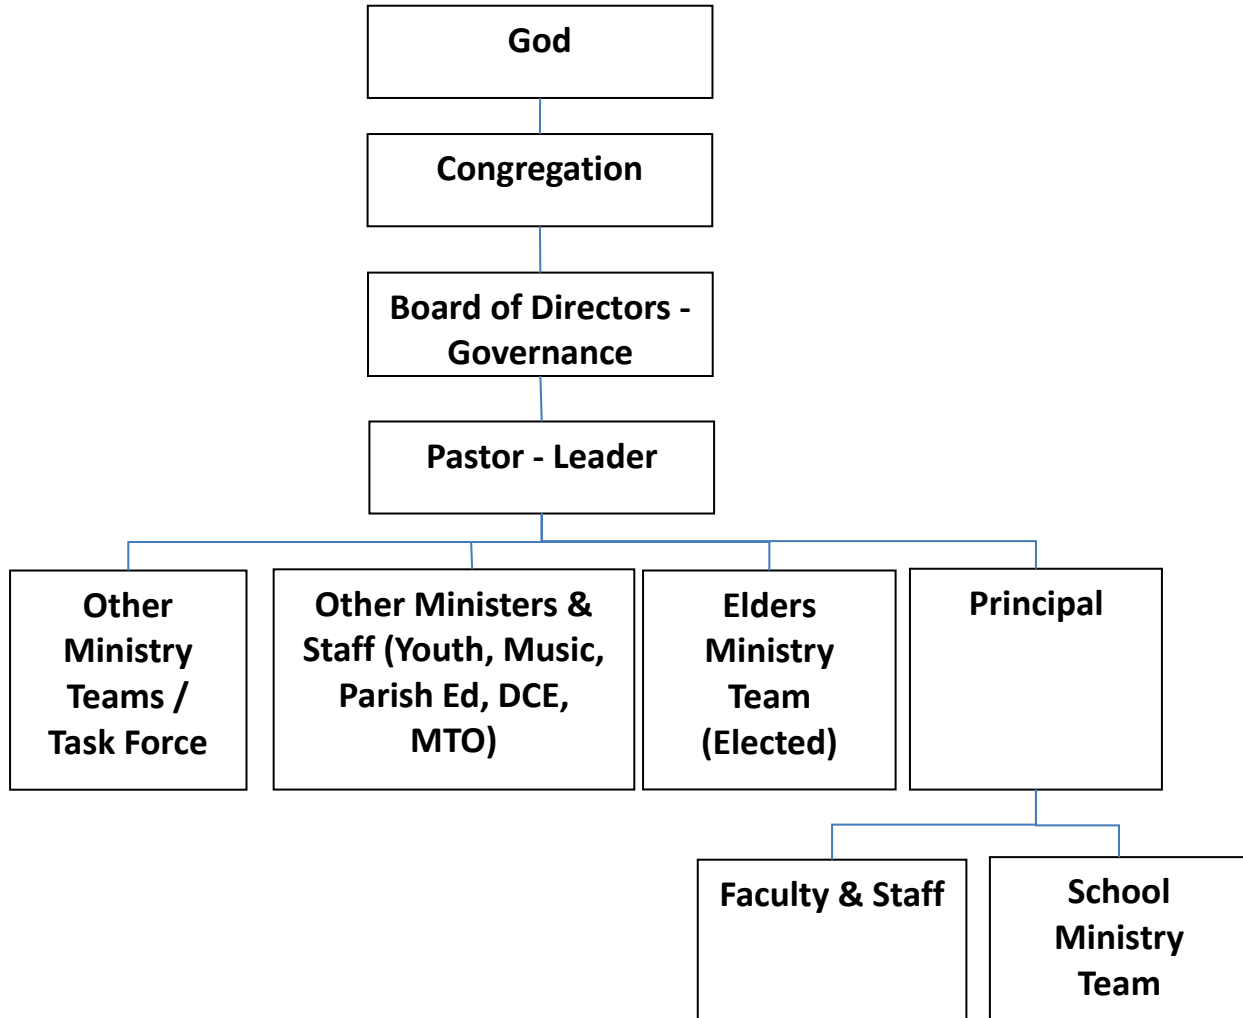 God
Congregation
Board of Directors -
Governance
Pastor - Leader
Other
Ministry
Teams /
Task Force
Other Ministers &
Staff (Youth, Music,
Parish Ed, DCE,
MTO)
Elders
Ministry
Team
(Elected)
Principal
Faculty & Staff
School
Ministry
Team